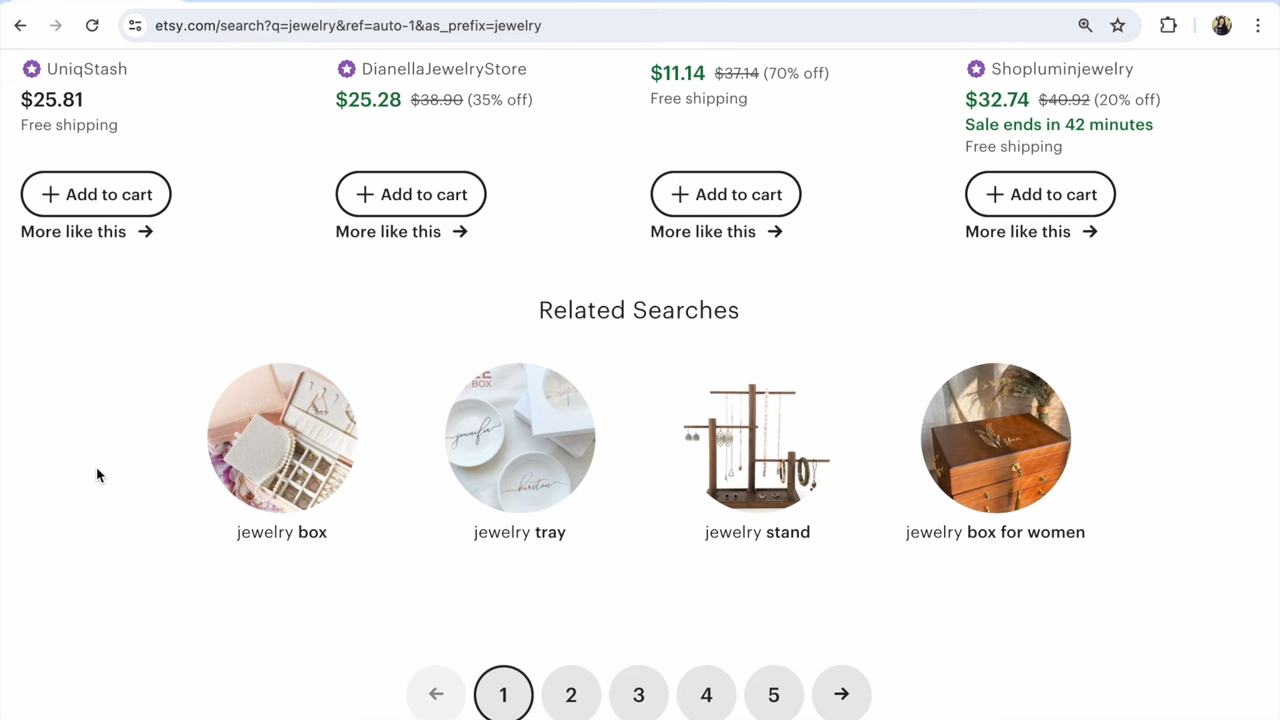 etsy.com/search?q=jewelry&ref=auto-1&as_prefix=jewelry
UniqStash
$25.81
Free shipping
Add to cart
More like this
DianellaJewelryStore
$25.28 $38.90 (35% off)
Add to cart
More like this
$11.14 $37.14 (70% off)
Free shipping
Add to cart
More like this
Shopluminjewelry
$32.74 $40.92 (20% off)
Sale ends in 42 minutes
Free shipping
Add to cart
More like this
Related Searches
BOX
jennifer
kirsten
jewelry box
jewelry tray
jewelry stand
jewelry box for women
1 2 3 4 5